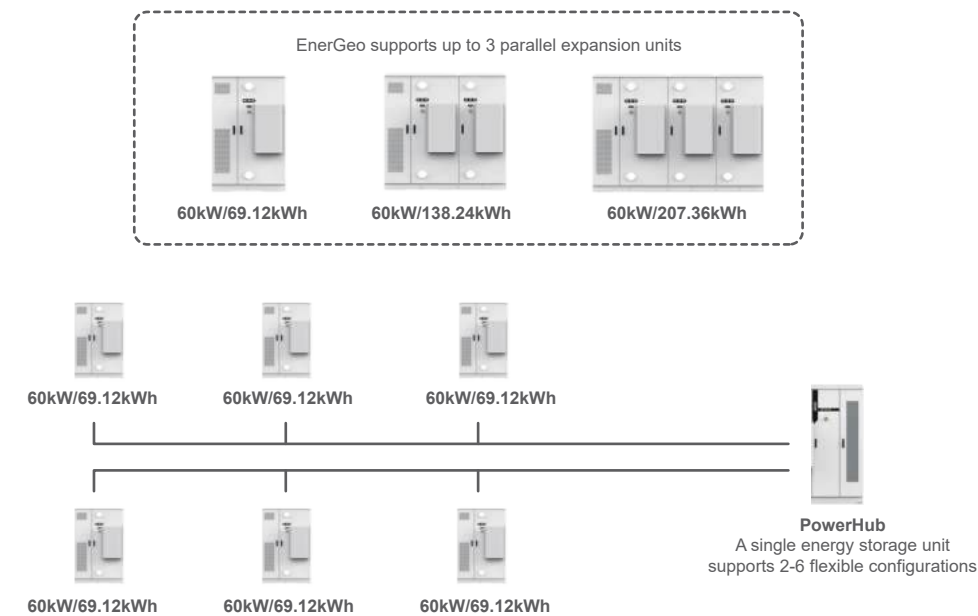 EnerGeo supports up to 3 parallel expansion units
60kW/69.12kWh
60kW/138.24kWh
60kW/207.36kWh
60kW/69.12kWh
60kW/69.12kWh
60kW/69.12kWh
PowerHub
A single energy storage unit
supports 2-6 flexible configurations
60kW/69.12kWh
60kW/69.12kWh
60kW/69.12kWh